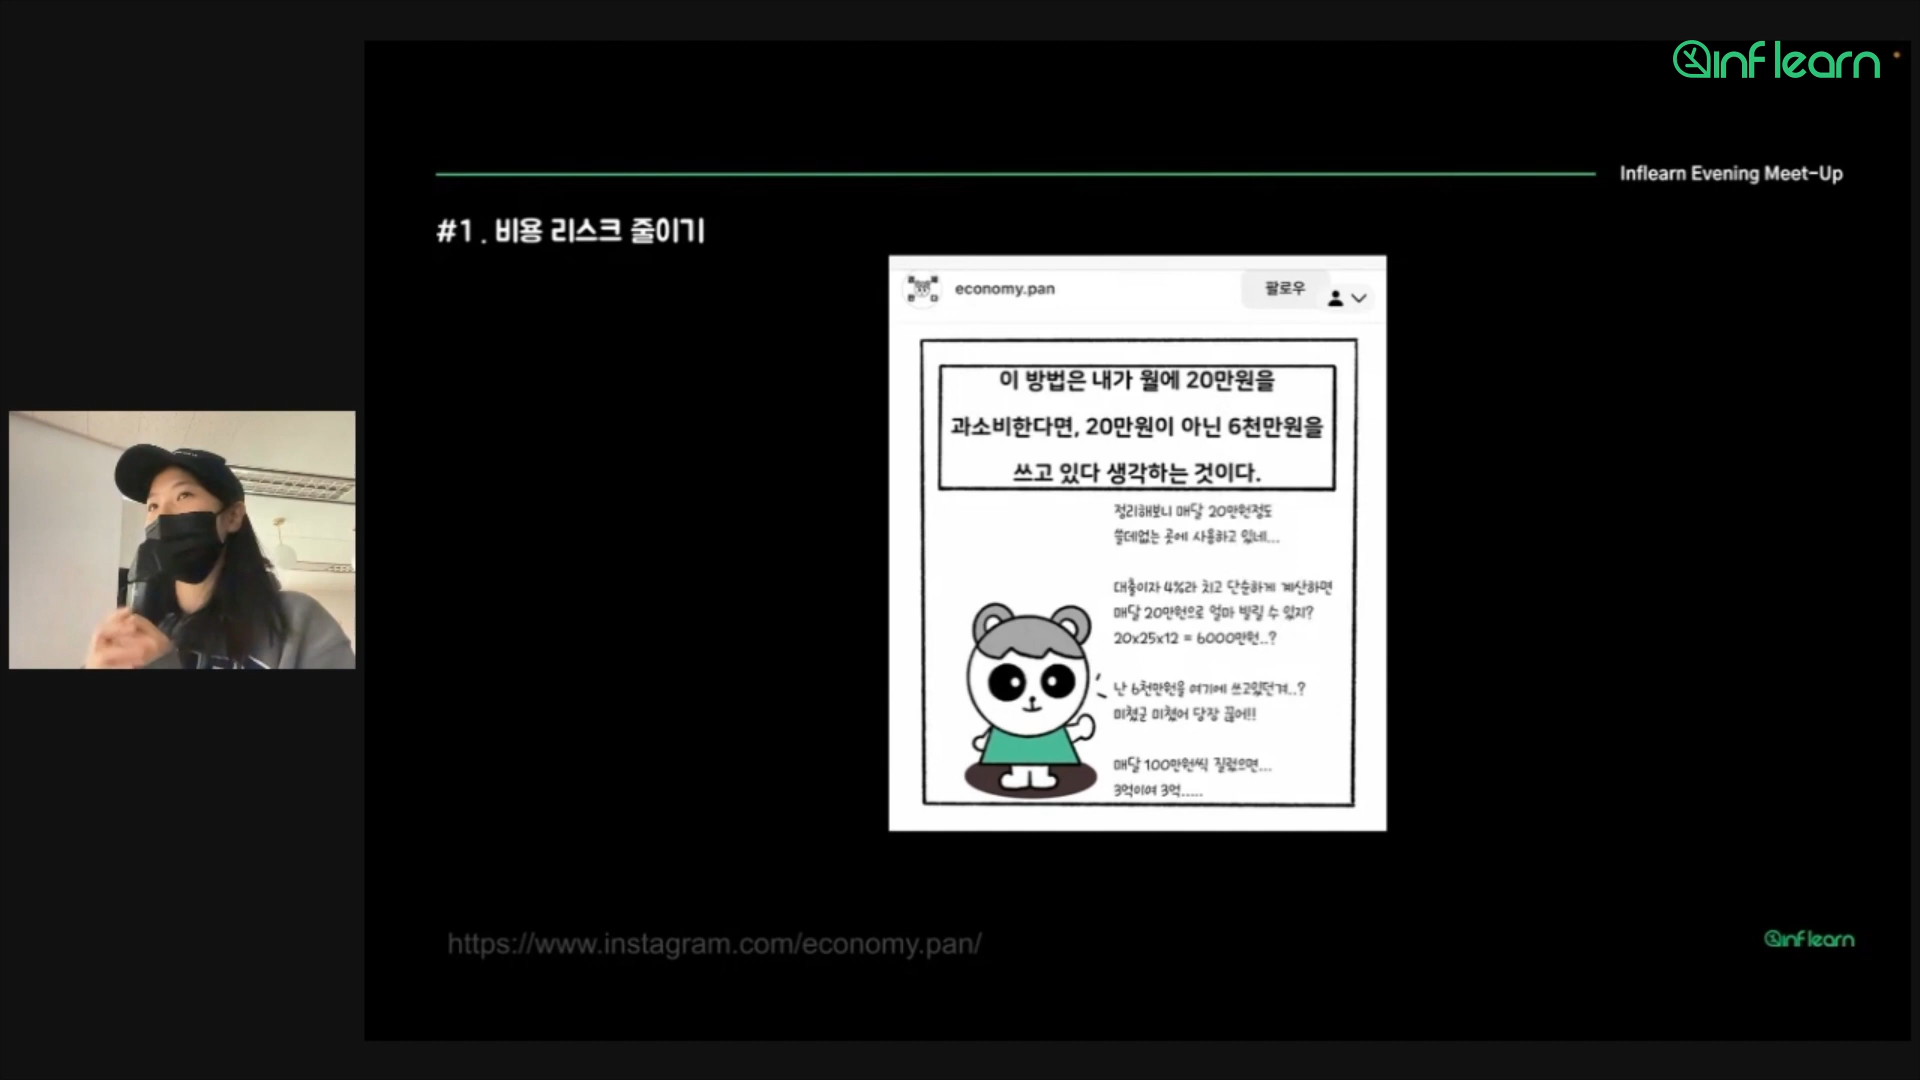 inflearn
Inflearn Evening Meet-Up
#1. 비용 리스크 줄이기
economy.pan
팔로우
이 방법은 내가 월에 20만원을
과소비한다면, 20만원이 아닌 6천만원을
쓰고 있다 생각하는 것이다.
정리해보니 매달 20만원정도
쓸데없는 곳에 사용하고 있네...
대출이자 4%라 치고 단순하게 계산하면
매달 20만원으로 얼마 빌릴 수 있지?
20x25x12 = 6000만원..?
난 6천만원을 여기에 쓰고있던겨..?
미쳤군 미쳤어 당장 끊어!!
매달 100만원씩 질렀으면...
3억이여 3억.....
https://www.instagram.com/economy.pan/
inflearn